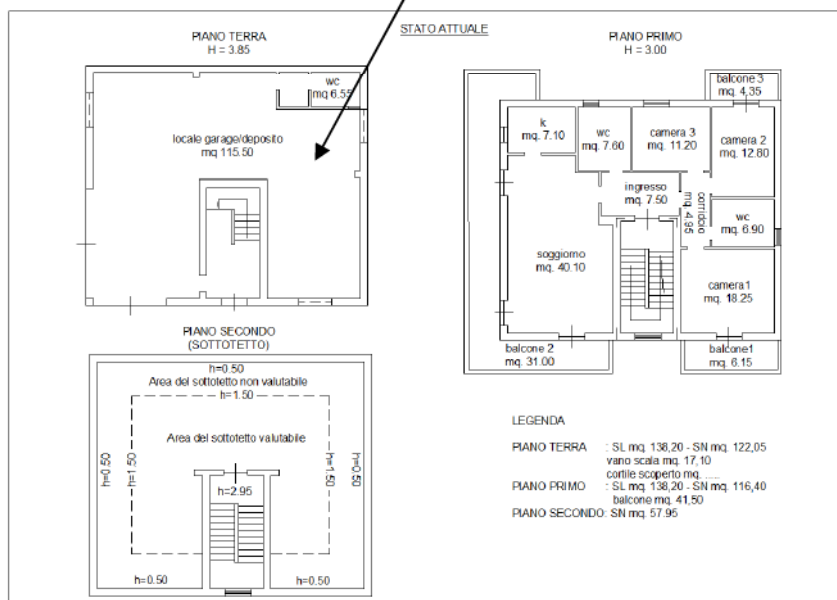 STATO ATTUALE
PIANO TERRA
H = 3.85
wc
mq 6.55
locale garage/deposito
mq 115.50
PIANO PRIMO
H = 3.00
balcone 3
mq. 4.35
k
mq. 7.10
wc
mq. 7.60
camera 3
mq. 11.20
camera 2
mq. 12.80
ingresso
mq. 7.50
corridoio
mq. 4.95
wc
mq. 6.90
soggiorno
mq. 40.10
camera1
mq. 18.25
balcone 2
mq. 31.00
balcone1
mq. 6.15
PIANO SECONDO
(SOTTOTETTO)
h=0.50
Area del sottotetto non valutabile
h=1.50
Area del sottotetto valutabile
h=0.50
h=1.50
h=1.50
h=0.50
h=2.95
h=0.50
h=0.50
LEGENDA
PIANO TERRA : SL mq. 138,20 - SN mq. 122,05
vano scala mq. 17,10
cortile scoperto mq. .....
PIANO PRIMO : SL mq. 138,20 - SN mq. 116,40
balcone mq. 41,50
PIANO SECONDO: SN mq. 57.95